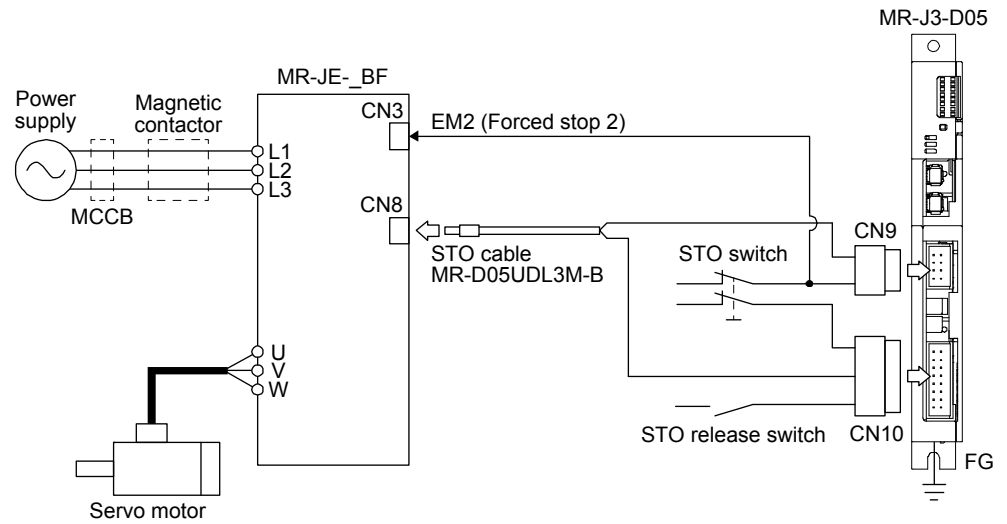 MR-J3-D05
MR-JE-_BF
Power
supply
Magnetic
contactor
CN3
EM2 (Forced stop 2)
L1
L2
L3
MCCB
CN8
CN9
STO cable
MR-D05UDL3M-B
STO switch
U
V
W
STO release switch
CN10
FG
Servo motor